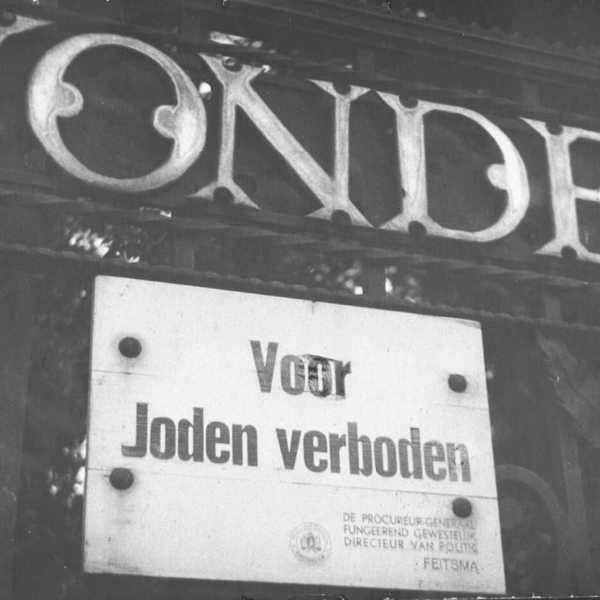 ONDE
Voor
Joden verboden
DE PROCUREUR-GENERAAL
FUNGEEREND GEWESTELIJK
DIRECTEUR VAN POLITIE
FEITSMA